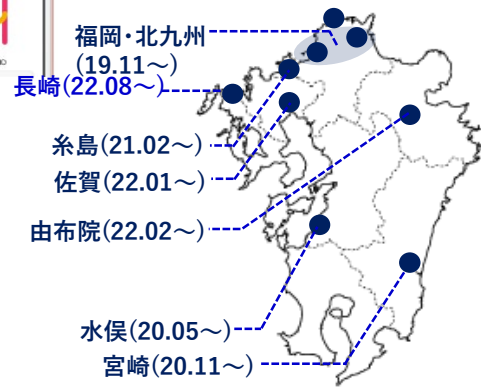 福岡・北九州
(19.11～)
長崎(22.08～)
糸島(21.02～)
佐賀(22.01～)
由布院(22.02～)
水俣(20.05～)
宮崎(20.11～)